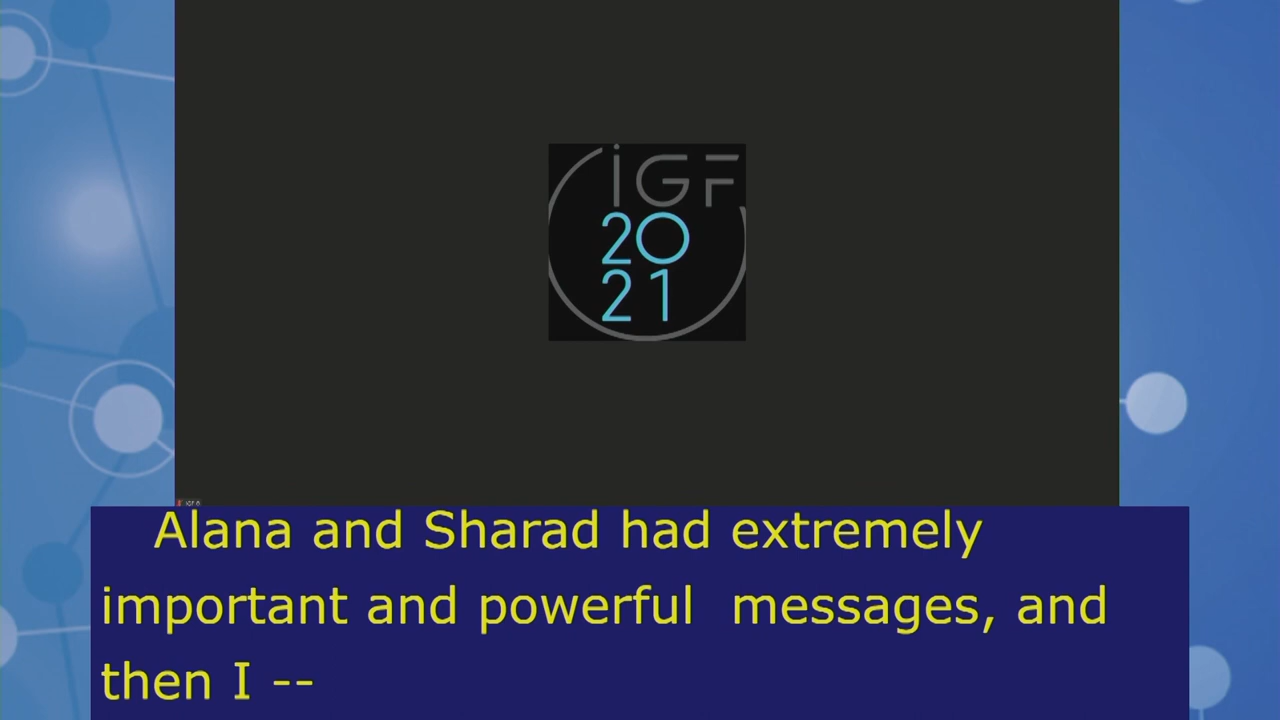 iGF
20
21
Alana and Sharad had extremely
important and powerful  messages, and
then I --